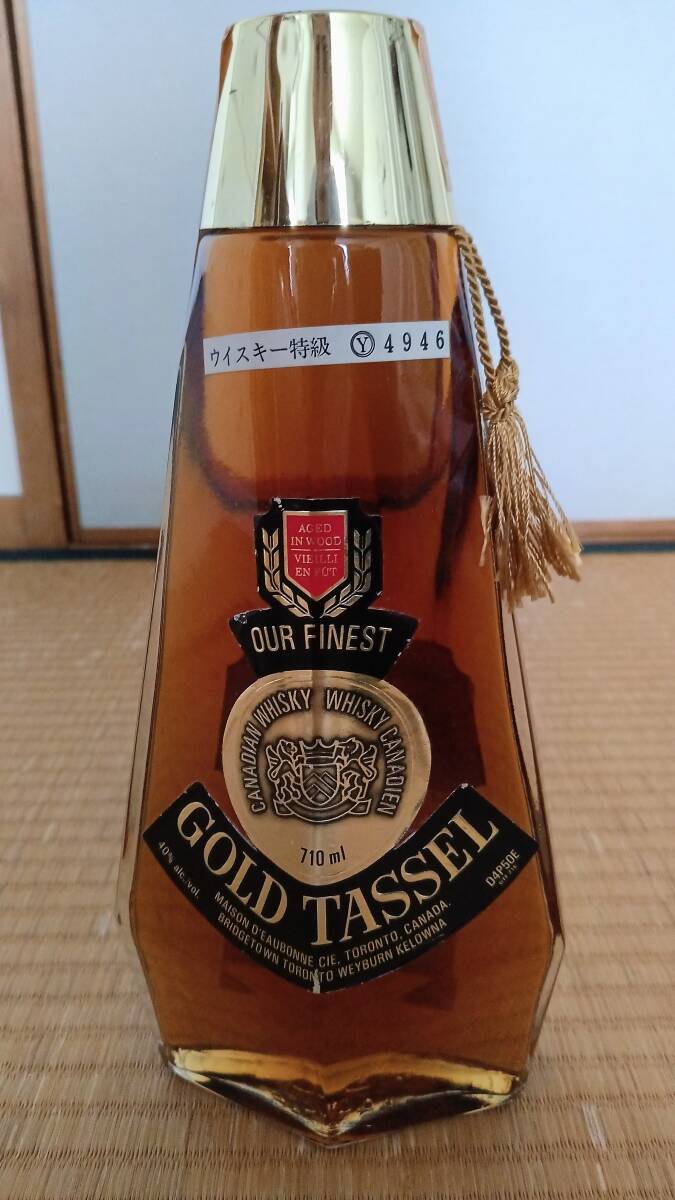 ウイスキー特級 Ⓨ 4946
AGED
IN WOOD
VIEILLI
EN FÛT
OUR FINEST
CANADIAN WHISKY WHISKY CANADIEN
710 ml
GOLD TASSEL
40% alc./vol.
MAISON D'EAUBONNE CIE, TORONTO, CANADA.
BRIDGETOWN TORONTO WEYBURN KELOWNA
D4P50E